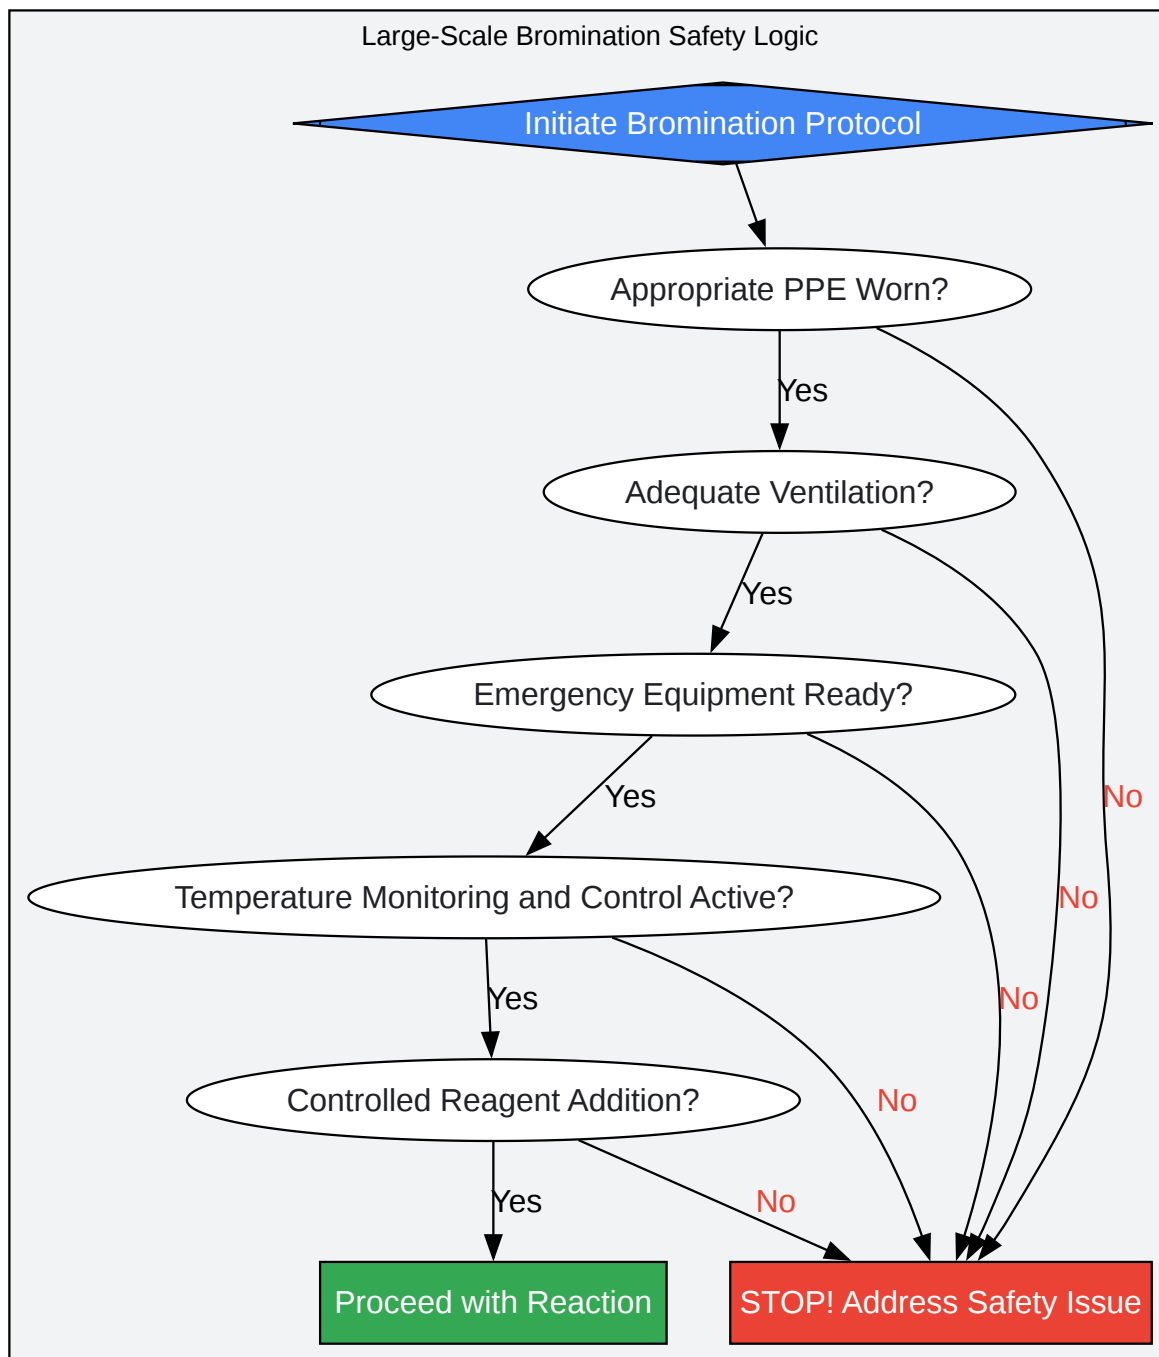 Large-Scale Bromination Safety Logic
Initiate Bromination Protocol
Appropriate PPE Worn?
Yes
Adequate Ventilation?
Yes
Emergency Equipment Ready?
Yes
No
Temperature Monitoring and Control Active?
No
Yes
No
Controlled Reagent Addition?
No
Yes
No
Proceed with Reaction
STOP! Address Safety Issue